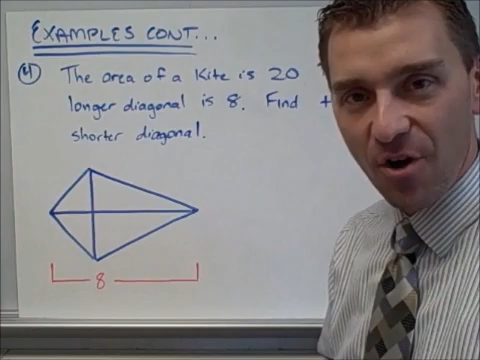 EXAMPLES CONT...
4) The area of a kite is 20
longer diagonal is 8. Find
shorter diagonal.
8